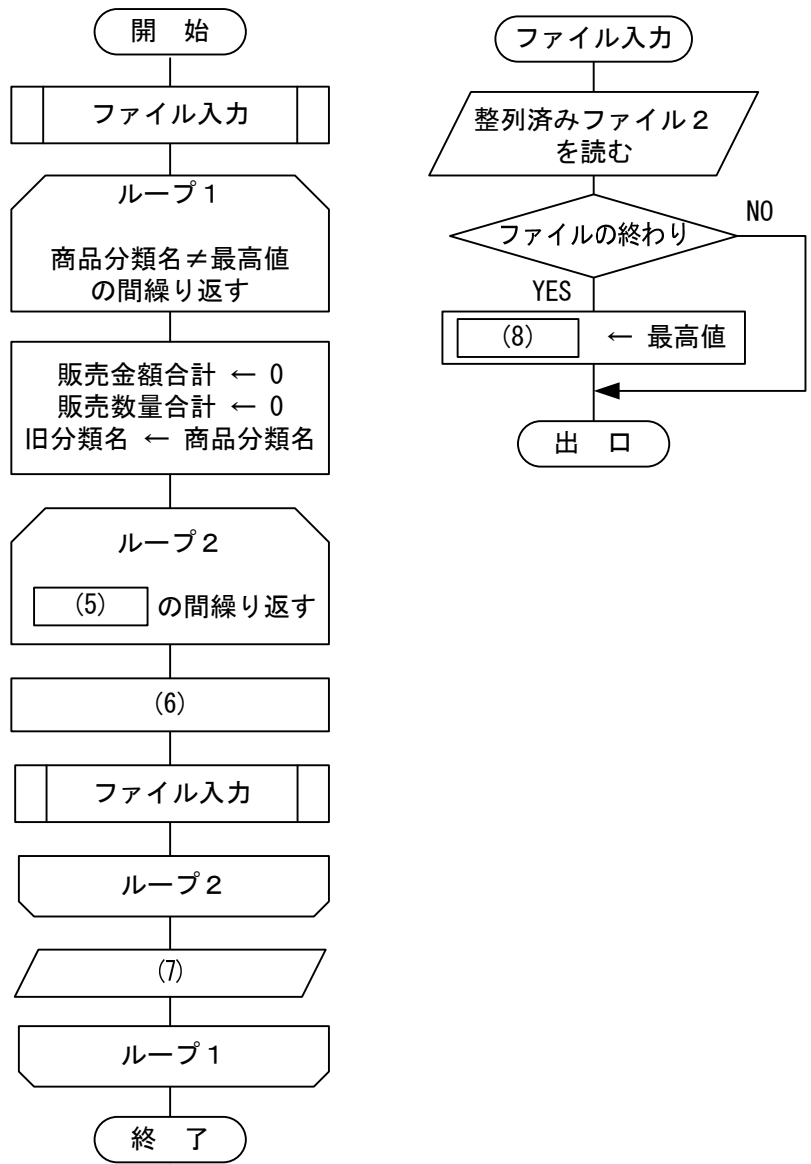 開　始
ファイル入力
ループ１
商品分類名≠最高値
の間繰り返す
販売金額合計 ← 0
販売数量合計 ← 0
旧分類名 ← 商品分類名
ループ２
(5) の間繰り返す
(6)
ファイル入力
ループ２
(7)
ループ１
終　了
ファイル入力
整列済みファイル２
を読む
ファイルの終わり
NO
YES
(8) ← 最高値
出　口